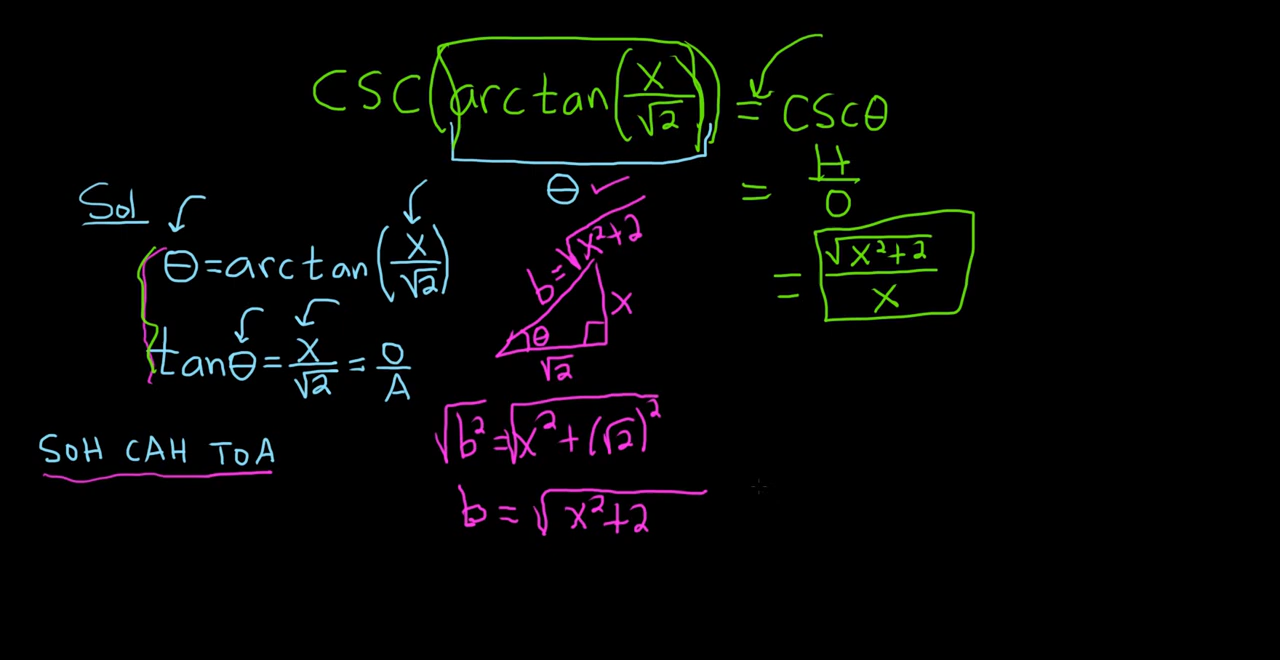 csc(arctan(x/√2)) = cscθ
θ ✓
= H/O
= √(x²+2)/x
Sol
θ = arctan(x/√2)
tanθ = x/√2 = O/A
SOH CAH TOA
b = √(x²+2)
x
θ
√2
√b² = √(x² + (√2)²)
b = √(x²+2)